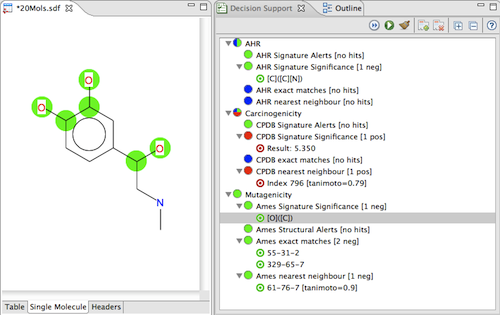 *20Mols.sdf
O
O
O
N
Table Single Molecule Headers
Decision Support Outline
AHR
AHR Signature Alerts [no hits]
AHR Signature Significance [1 neg]
[C]([C][N])
AHR exact matches [no hits]
AHR nearest neighbour [no hits]
Carcinogenicity
CPDB Signature Alerts [no hits]
CPDB Signature Significance [1 pos]
Result: 5.350
CPDB exact matches [no hits]
CPDB nearest neighbour [1 pos]
Index 796 [tanimoto=0.79]
Mutagenicity
Ames Signature Significance [1 neg]
[O]([C])
Ames Structural Alerts [no hits]
Ames exact matches [2 neg]
55-31-2
329-65-7
Ames nearest neighbour [1 neg]
61-76-7 [tanimoto=0.9]